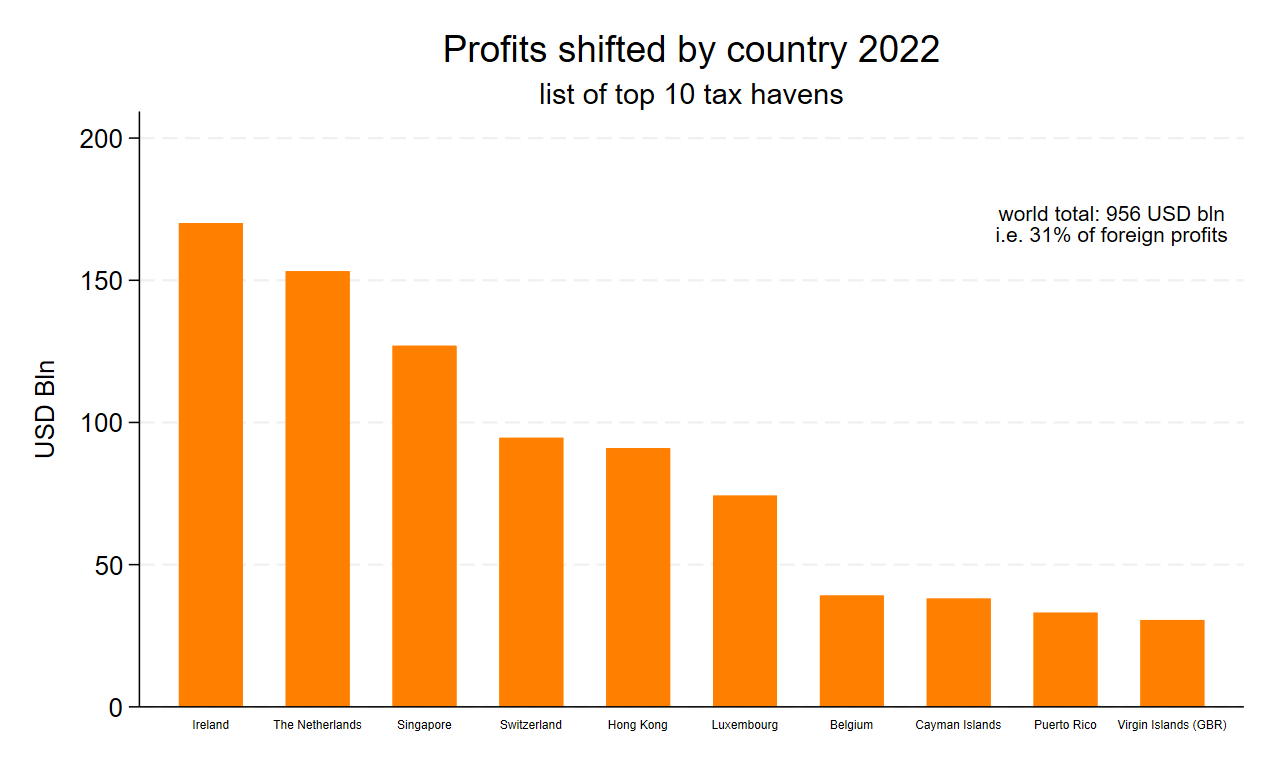 Profits shifted by country 2022
list of top 10 tax havens
200
world total: 956 USD bln
i.e. 31% of foreign profits
150
USD Bln
100
50
0
Ireland The Netherlands Singapore Switzerland Hong Kong Luxembourg Belgium Cayman Islands Puerto Rico Virgin Islands (GBR)